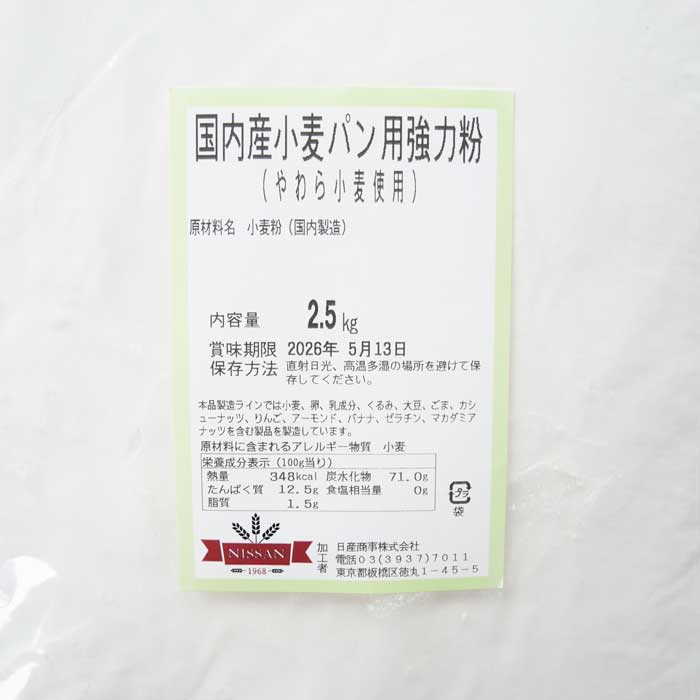 国内産小麦パン用強力粉
(やわら小麦使用)
原材料名 小麦粉(国内製造)
内容量 2.5kg
賞味期限 2026年 5月13日
保存方法 直射日光、高温多湿の場所を避けて保
存してください。
本品製造ラインでは小麦、卵、乳成分、くるみ、大豆、ごま、カシ
ューナッツ、りんご、アーモンド、バナナ、ゼラチン、マカダミア
ナッツを含む製品を製造しています。
原材料に含まれるアレルギー物質 小麦
栄養成分表示(100g当り)
熱量 348kcal 炭水化物 71.0g
たんぱく質 12.5g 食塩相当量 0g
脂質 1.5g
プラ
袋
NISSAN
1968
加工者
日産商事株式会社
電話03(3937)7011
東京都板橋区徳丸1-45-5